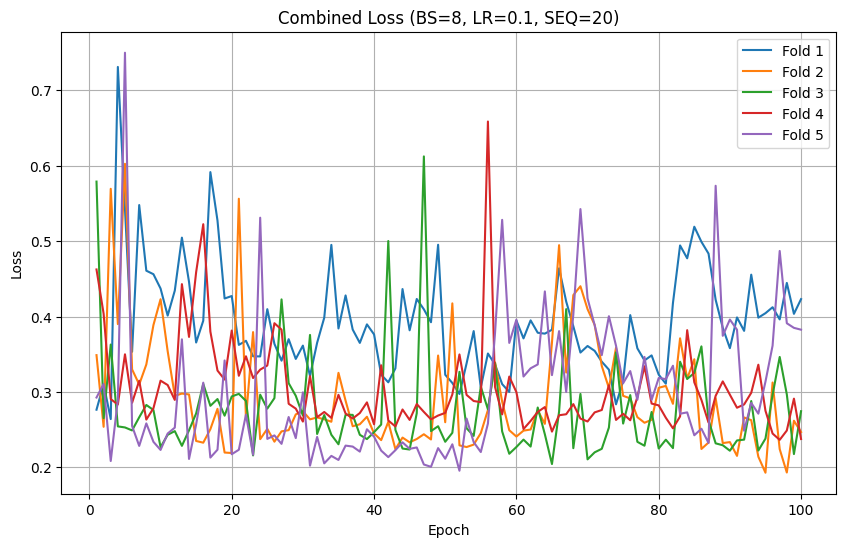 Combined Loss (BS=8, LR=0.1, SEQ=20)
Fold 1
Fold 2
Fold 3
Fold 4
Fold 5
Loss
0.7
0.6
0.5
0.4
0.3
0.2
0
20
40
60
80
100
Epoch